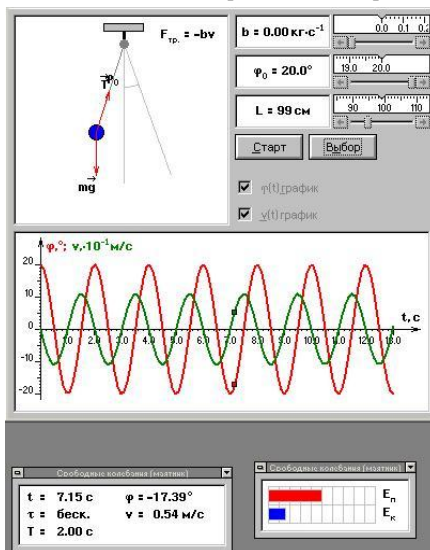 F тр. = -bv
b = 0.00 кг·с⁻¹
0.0 0.1 0.2
φ₀ = 20.0°
19.0 20.0
L = 99 см
90 100 110
T
φ₀
mg
Старт
Выбор
φ(t) график
v(t) график
φ,°; v,·10⁻¹ м/с
20
10
0
-10
-20
1.0 2.0 3.0 4.0 5.0 6.0 7.0 8.0 9.0 10.0 11.0 12.0 13.0
t, с
Свободные колебания (маятник)
t = 7.15 с φ = -17.39°
τ = беск. v = 0.54 м/с
T = 2.00 с
Свободные колебания (маятник)
Eп
Eк